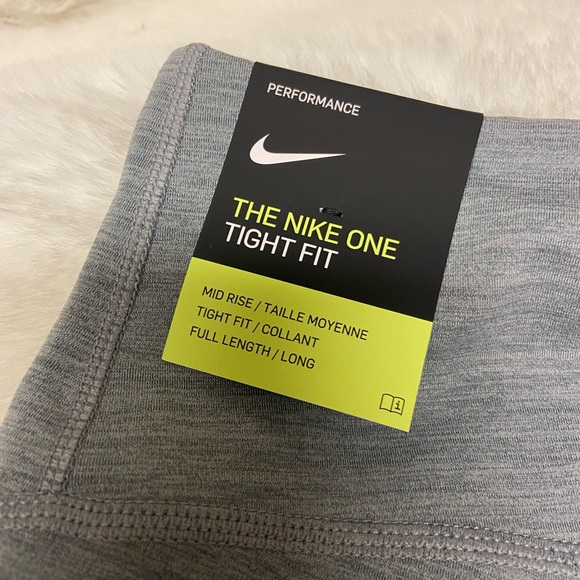 PERFORMANCE
THE NIKE ONE
TIGHT FIT
MID RISE / TAILLE MOYENNE
TIGHT FIT / COLLANT
FULL LENGTH / LONG
i